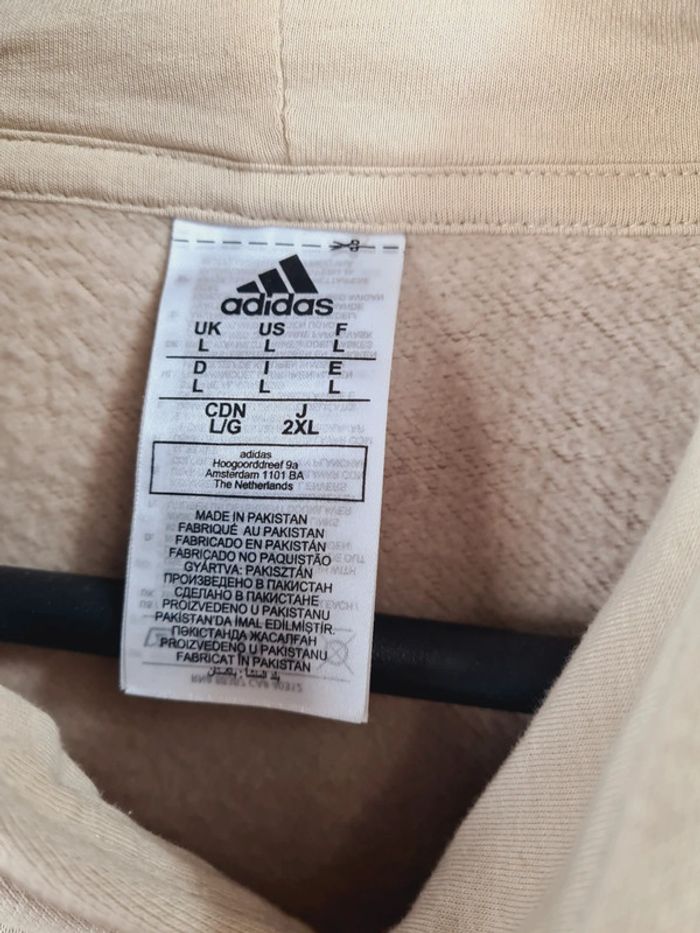 adidas
UK US F
L L L
D I E
L L L
CDN J
L/G 2XL
adidas
Hoogoorddreef 9a
Amsterdam 1101 BA
The Netherlands
MADE IN PAKISTAN
FABRIQUÉ AU PAKISTAN
FABRICADO EN PAKISTÁN
FABRICADO NO PAQUISTÃO
GYÁRTVA: PAKISZTÁN
ПРОИЗВЕДЕНО В ПАКИСТАН
СДЕЛАНО В ПАКИСТАНЕ
PROIZVEDENO U PAKISTANU
PAKİSTAN'DA İMAL EDİLMİŞTİR.
ПӘКІСТАНДА ЖАСАЛҒАН
PROIZVEDENO U PAKISTANU
FABRICAT ÎN PAKISTAN